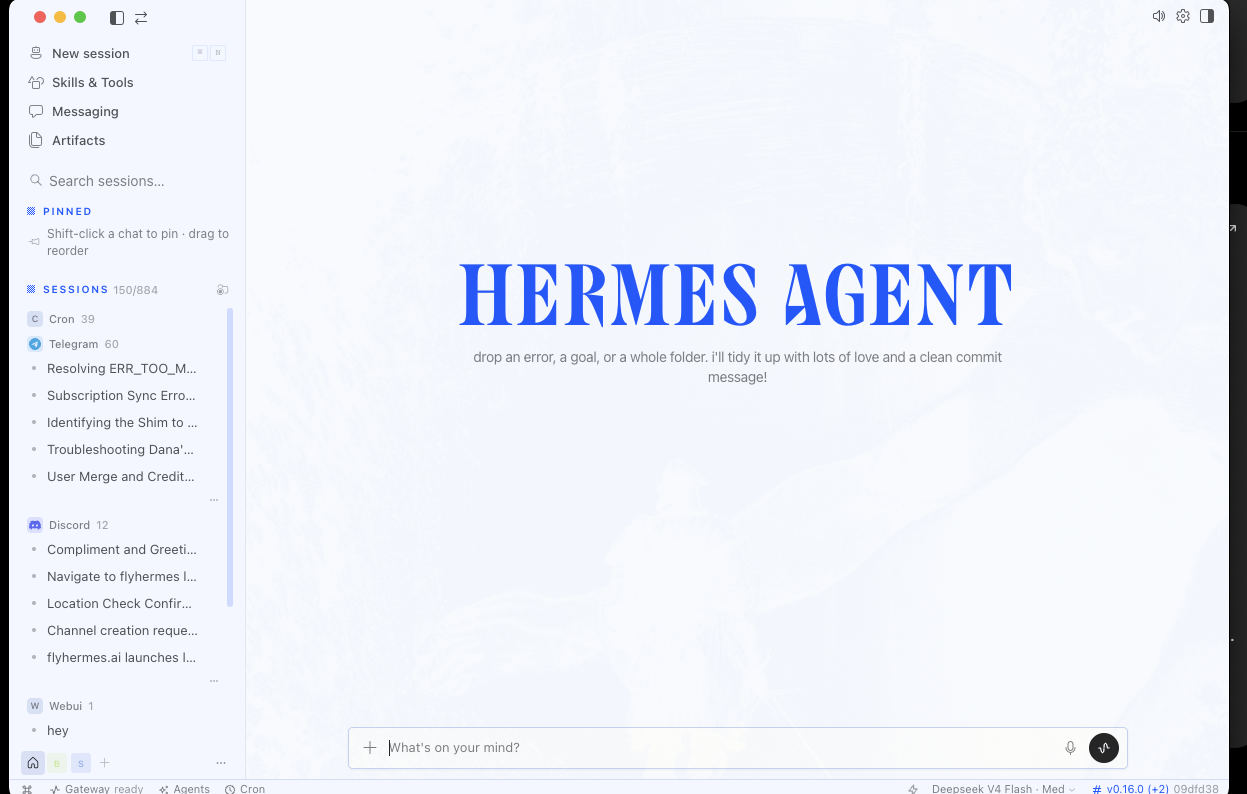 New session ⌘ N
Skills & Tools
Messaging
Artifacts
Search sessions...
PINNED
Shift-click a chat to pin · drag to
reorder
SESSIONS 150/884
C Cron 39
Telegram 60
Resolving ERR_TOO_M...
Subscription Sync Erro...
Identifying the Shim to ...
Troubleshooting Dana'...
User Merge and Credit...
...
Discord 12
Compliment and Greeti...
Navigate to flyhermes l...
Location Check Confir...
Channel creation reque...
flyhermes.ai launches l...
...
W Webui 1
hey
B S + ...
HERMES AGENT
drop an error, a goal, or a whole folder. i'll tidy it up with lots of love and a clean commit
message!
What's on your mind?
Gateway ready Agents Cron
Deepseek V4 Flash · Med # v0.16.0 (+2) 09dfd38